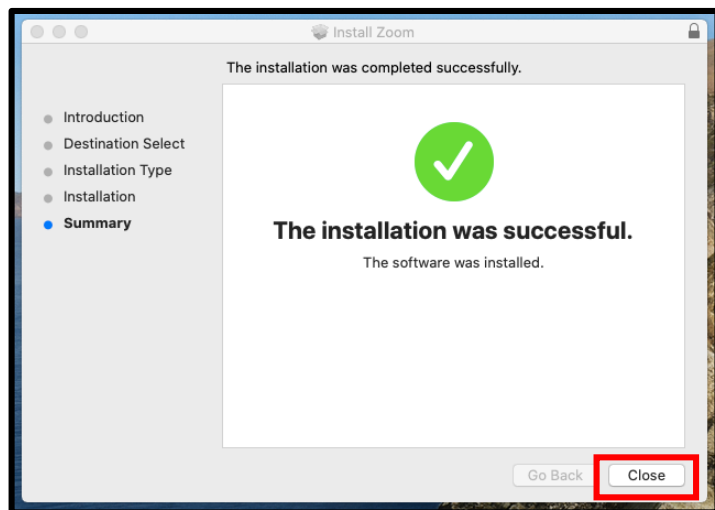 Install Zoom
The installation was completed successfully.
Introduction
Destination Select
Installation Type
Installation
Summary
The installation was successful.
The software was installed.
Go Back
Close